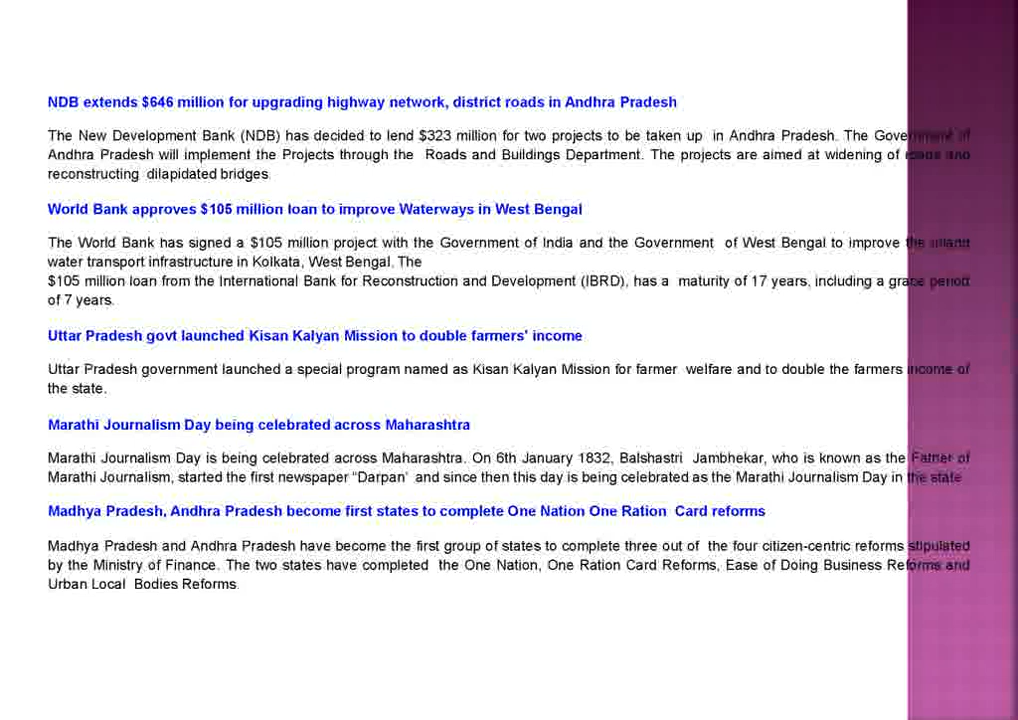 NDB extends $646 million for upgrading highway network, district roads in Andhra Pradesh
The New Development Bank (NDB) has decided to lend $323 million for two projects to be taken up in Andhra Pradesh. The Government of
Andhra Pradesh will implement the Projects through the Roads and Buildings Department. The projects are aimed at widening of roads and
reconstructing dilapidated bridges.
World Bank approves $105 million loan to improve Waterways in West Bengal
The World Bank has signed a $105 million project with the Government of India and the Government of West Bengal to improve the inland
water transport infrastructure in Kolkata, West Bengal. The
$105 million loan from the International Bank for Reconstruction and Development (IBRD), has a maturity of 17 years, including a grace period
of 7 years.
Uttar Pradesh govt launched Kisan Kalyan Mission to double farmers' income
Uttar Pradesh government launched a special program named as Kisan Kalyan Mission for farmer welfare and to double the farmers income of
the state.
Marathi Journalism Day being celebrated across Maharashtra
Marathi Journalism Day is being celebrated across Maharashtra. On 6th January 1832, Balshastri Jambhekar, who is known as the Father of
Marathi Journalism, started the first newspaper “Darpan’ and since then this day is being celebrated as the Marathi Journalism Day in the state
Madhya Pradesh, Andhra Pradesh become first states to complete One Nation One Ration Card reforms
Madhya Pradesh and Andhra Pradesh have become the first group of states to complete three out of the four citizen-centric reforms stipulated
by the Ministry of Finance. The two states have completed the One Nation, One Ration Card Reforms, Ease of Doing Business Reforms and
Urban Local Bodies Reforms.